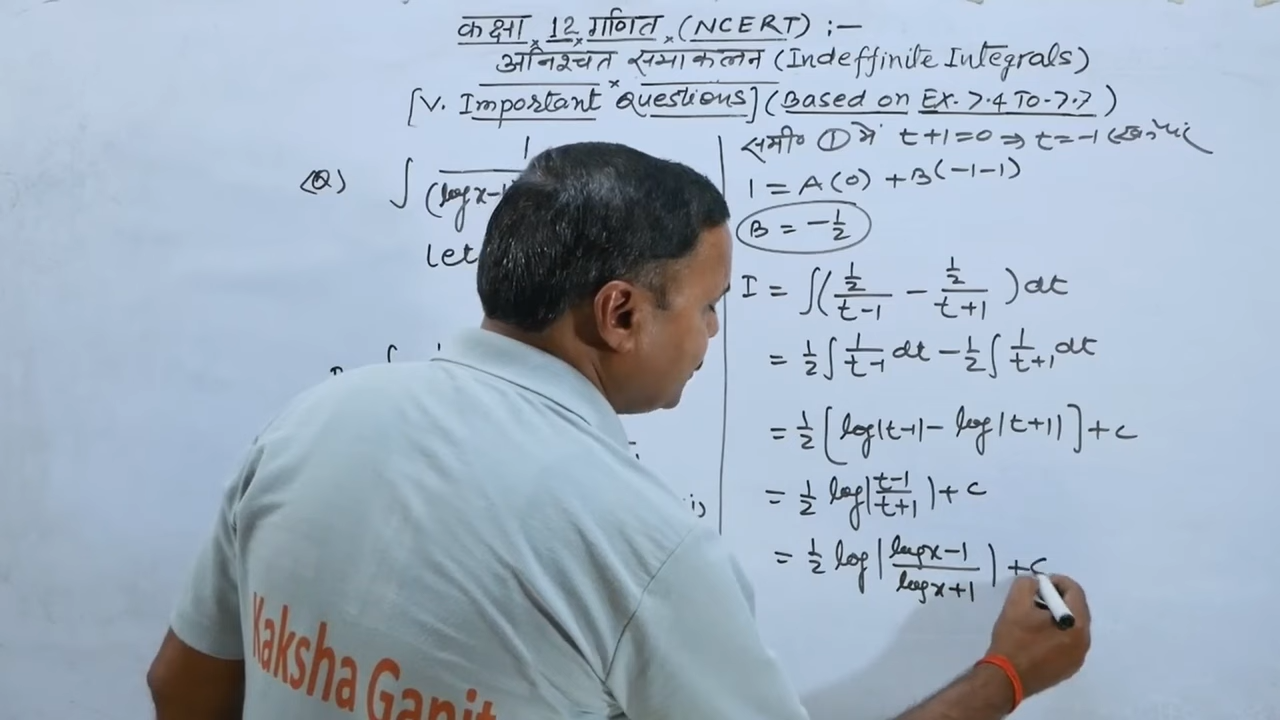 कक्षा 12 गणित (NCERT) :-
अनिश्चत समाकलन (Indeffinite Integrals)
[V. Important Questions] (Based on Ex. 7.4 To 7.7)
(Q) ∫ 1/(log x-1
let
समी० ① में t+1=0 ⇒ t=-1
1 = A(0) + B(-1-1)
B = -1/2
I = ∫( 1/2/t-1 - 1/2/t+1 ) dt
= 1/2 ∫ 1/t-1 dt - 1/2 ∫ 1/t+1 dt
= 1/2 [ log|t-1| - log|t+1| ] + c
= 1/2 log| t-1/t+1 | + c
= 1/2 log| log x-1/log x+1 | + c
Kaksha Ganit